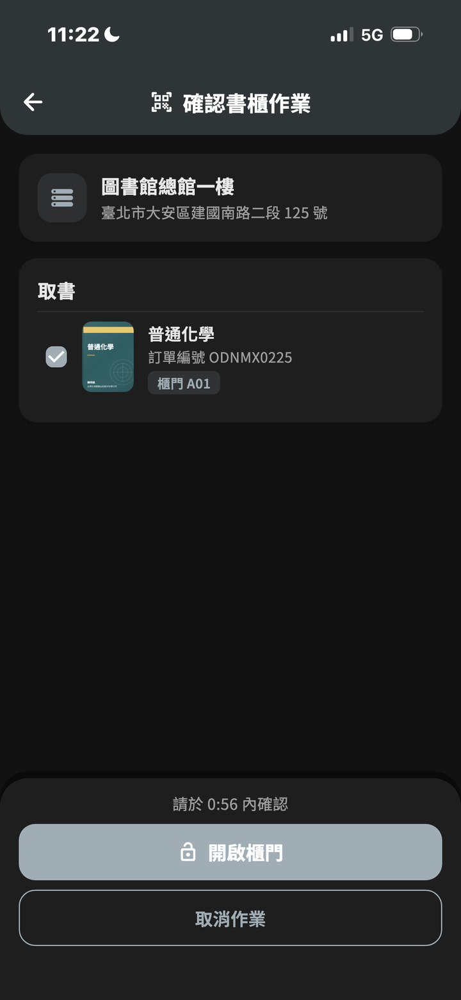 11:22
5G
確認書櫃作業
圖書館總館一樓
臺北市大安區建國南路二段 125 號
取書
普通化學
普通化學
訂單編號 ODNMX0225
櫃門 A01
請於 0:56 內確認
開啟櫃門
取消作業